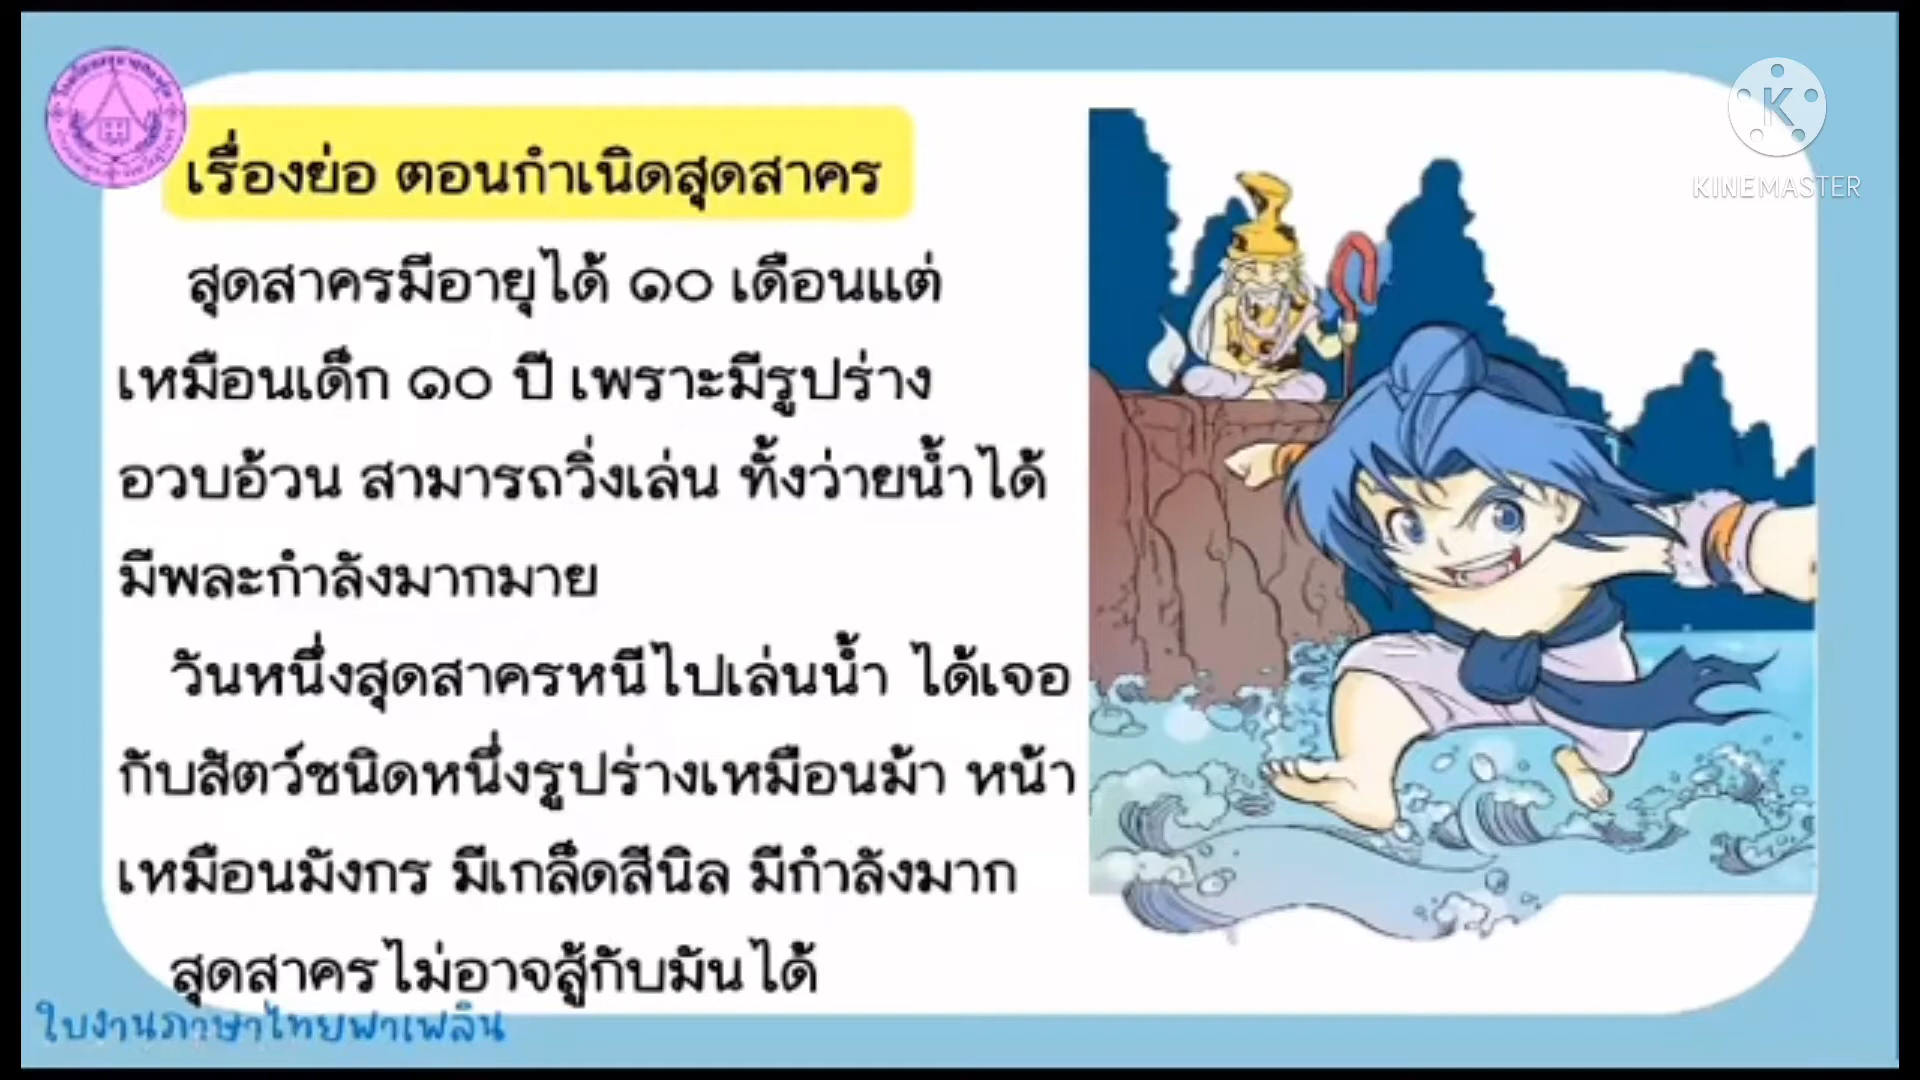 เรื่องย่อ ตอนกำเนิดสุดสาคร
สุดสาครมีอายุได้ ๑๐ เดือนแต่
เหมือนเด็ก ๑๐ ปี เพราะมีรูปร่าง
อวบอ้วน สามารถวิ่งเล่น ทั้งว่ายน้ำได้
มีพละกำลังมากมาย
วันหนึ่งสุดสาครหนีไปเล่นน้ำ ได้เจอ
กับสัตว์ชนิดหนึ่งรูปร่างเหมือนม้า หน้า
เหมือนมังกร มีเกล็ดสีนิล มีกำลังมาก
สุดสาครไม่อาจสู้กับมันได้
ใบงานภาษาไทยพาเพลิน
K
KINEMASTER